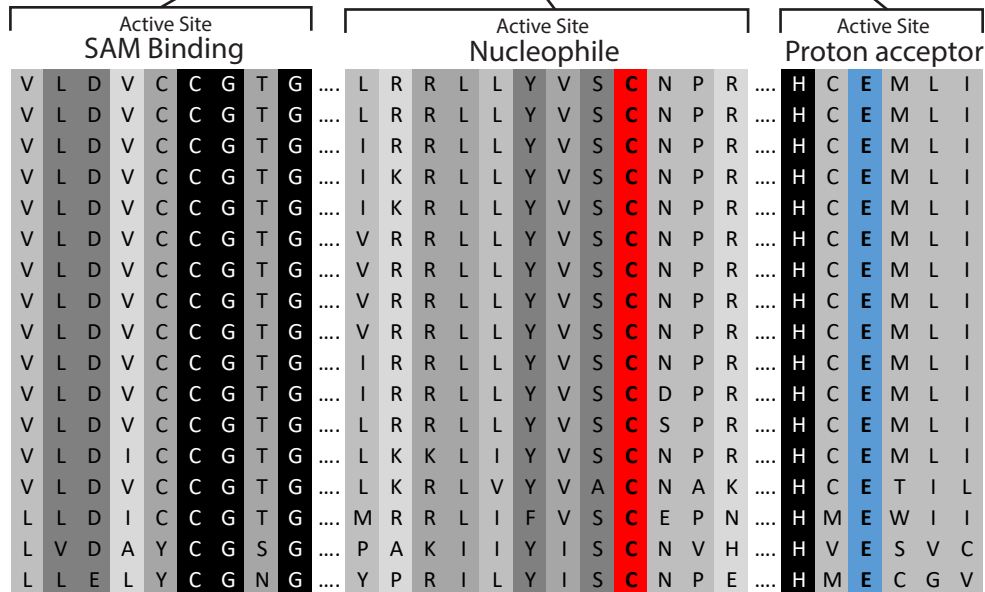 Active Site Active Site Active Site
SAM Binding Nucleophile Proton acceptor
V L D V C C G T G .... L R R L L Y V S C N P R .... H C E M L I
V L D V C C G T G .... L R R L L Y V S C N P R .... H C E M L I
V L D V C C G T G .... I R R L L Y V S C N P R .... H C E M L I
V L D V C C G T G .... I K R L L Y V S C N P R .... H C E M L I
V L D V C C G T G .... I K R L L Y V S C N P R .... H C E M L I
V L D V C C G T G .... V R R L L Y V S C N P R .... H C E M L I
V L D V C C G T G .... V R R L L Y V S C N P R .... H C E M L I
V L D V C C G T G .... V R R L L Y V S C N P R .... H C E M L I
V L D V C C G T G .... V R R L L Y V S C N P R .... H C E M L I
V L D V C C G T G .... I R R L L Y V S C N P R .... H C E M L I
V L D V C C G T G .... I R R L L Y V S C D P R .... H C E M L I
V L D V C C G T G .... L R R L L Y V S C S P R .... H C E M L I
V L D I C C G T G .... L K K L I Y V S C N P R .... H C E M L I
V L D V C C G T G .... L K R L V Y V A C N A K .... H C E T I L
L L D I C C G T G .... M R R L I F V S C E P N .... H M E W I I
L V D A Y C G S G .... P A K I I Y I S C N V H .... H V E S V C
L L E L Y C G N G .... Y P R I L Y I S C N P E .... H M E C G V